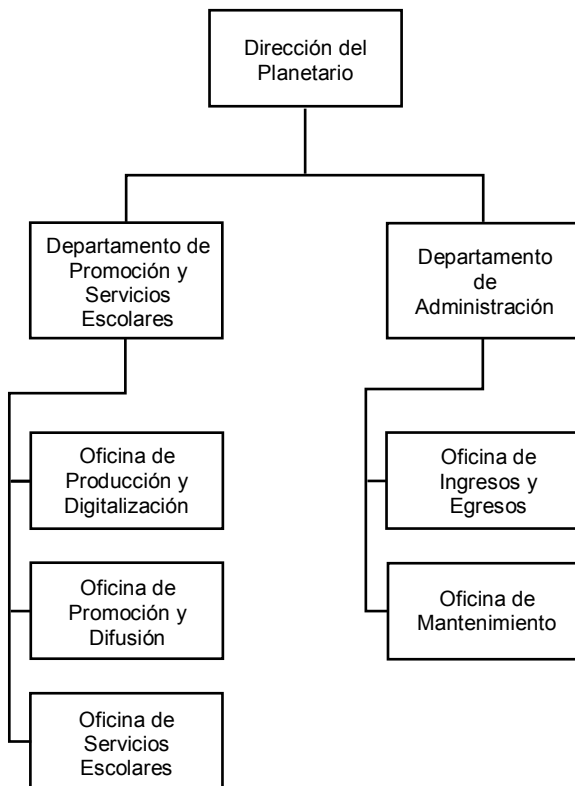 Dirección del
Planetario
Departamento de
Promoción y
Servicios
Escolares
Departamento
de
Administración
Oficina de
Producción y
Digitalización
Oficina de
Promoción y
Difusión
Oficina de
Servicios
Escolares
Oficina de
Ingresos y
Egresos
Oficina de
Mantenimiento